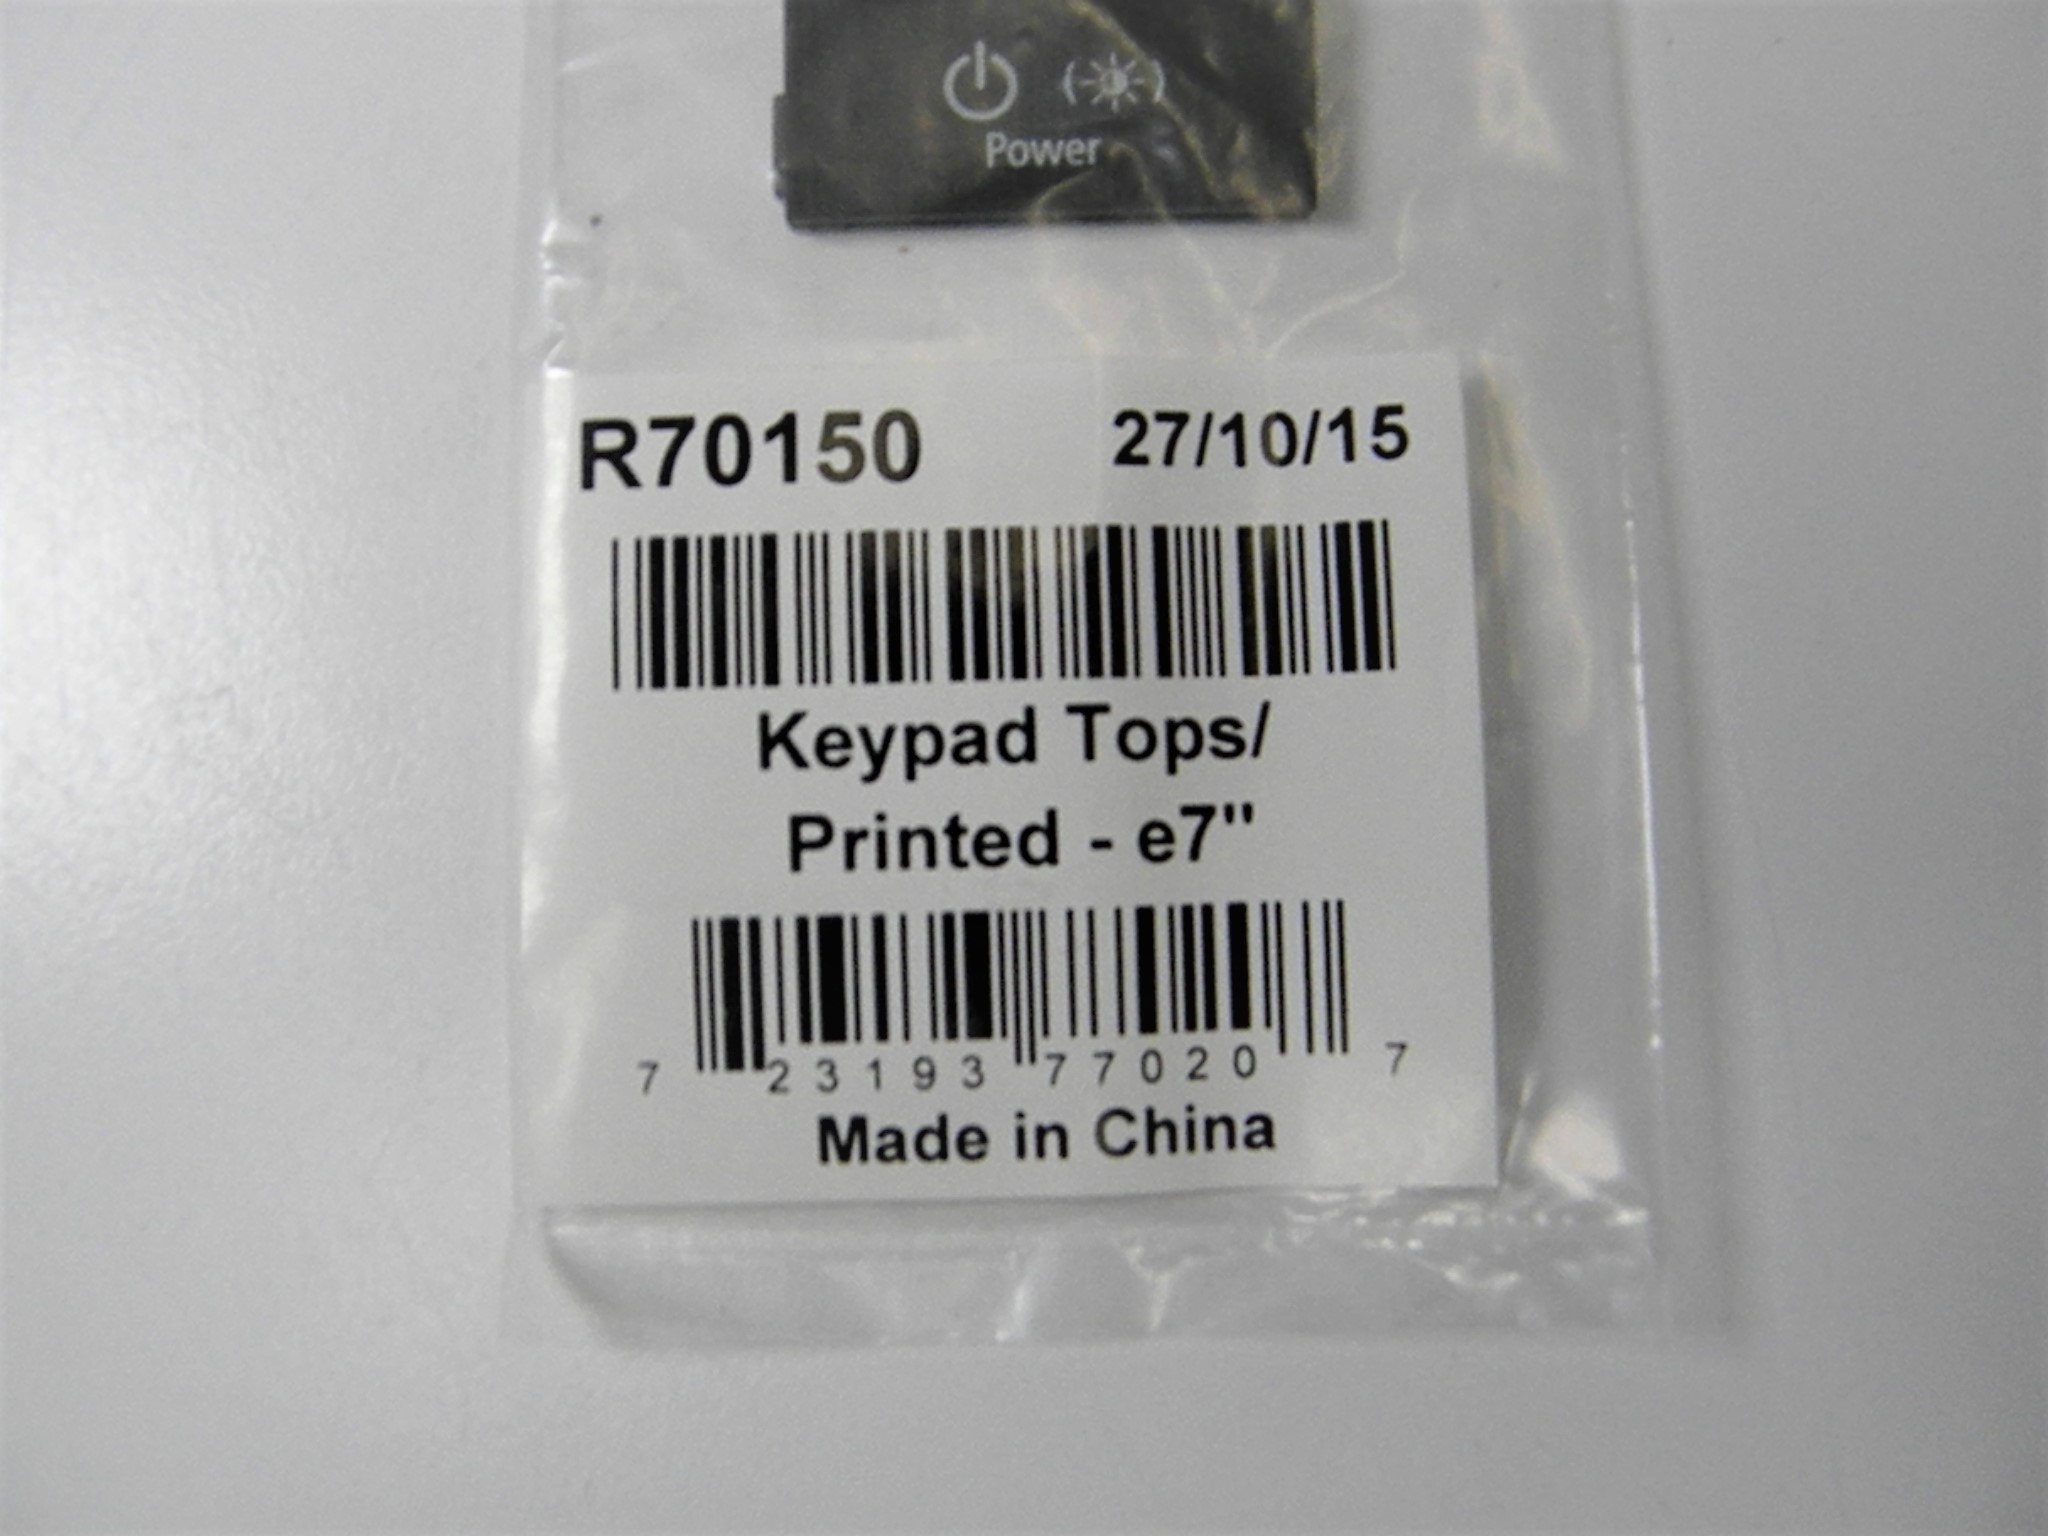 Power
R70150 27/10/15
Keypad Tops/
Printed - e7"
7 23193 77020 7
Made in China